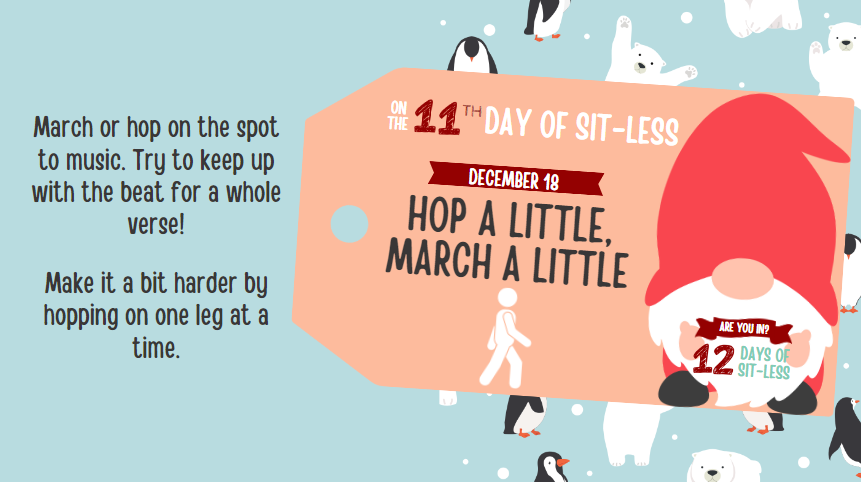 March or hop on the spot
to music. Try to keep up
with the beat for a whole
verse!
Make it a bit harder by
hopping on one leg at a
time.
ON THE 11TH DAY OF SIT-LESS
DECEMBER 18
HOP A LITTLE,
MARCH A LITTLE
ARE YOU IN?
12 DAYS OF
SIT-LESS